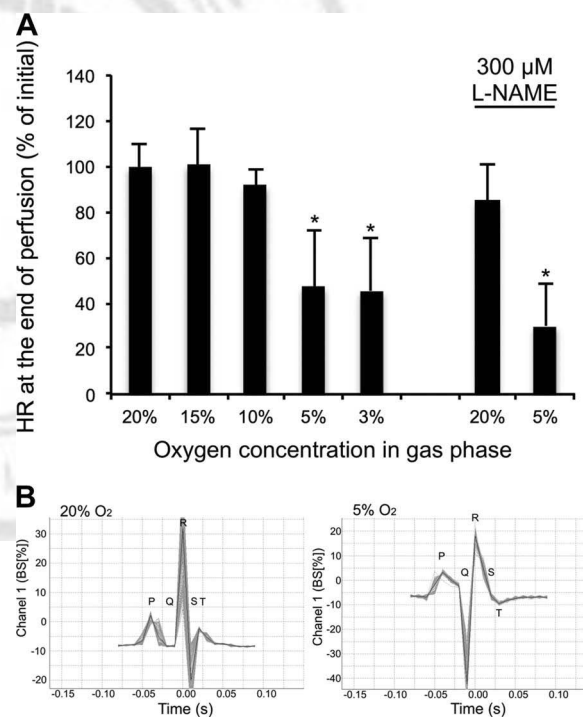 A
HR at the end of perfusion (% of initial)
140
120
100
80
60
40
20
0
300 µM
L-NAME
* * *
20% 15% 10% 5% 3% 20% 5%
Oxygen concentration in gas phase
B
20% O2
Chanel 1 (BS[%])
30
20
10
0
-10
-20
P Q R S T
-0.15 -0.10 -0.05 0.00 0.05 0.10
Time (s)
5% O2
Chanel 1 (BS[%])
20
10
0
-10
-20
-30
-40
P Q R S T
-0.15 -0.10 -0.05 0.00 0.05 0.10
Time (s)